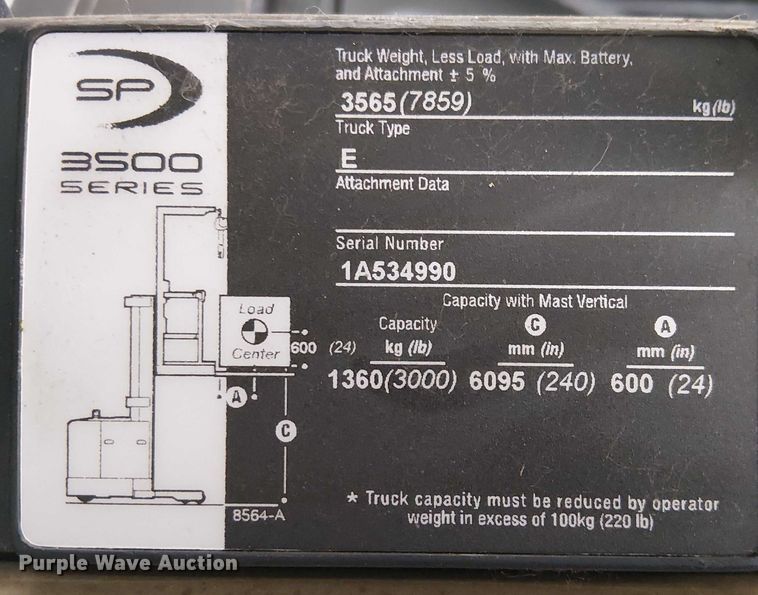 SP
3500
SERIES
Load
Center
600 (24)
A
C
8564-A
Truck Weight, Less Load, with Max. Battery,
and Attachment ± 5 %
3565 (7859) kg (lb)
Truck Type
E
Attachment Data
Serial Number
1A534990
Capacity with Mast Vertical
Capacity C A
kg (lb) mm (in) mm (in)
1360 (3000) 6095 (240) 600 (24)
* Truck capacity must be reduced by operator
weight in excess of 100kg (220 lb)
Purple Wave Auction